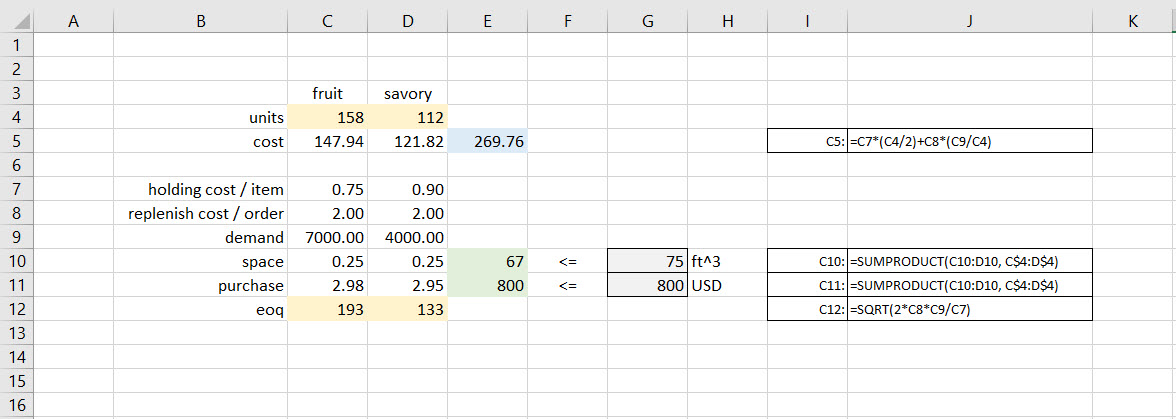 A B C D E F G H I J K
1
2
3 fruit savory
4 units 158 112
5 cost 147.94 121.82 269.76 C5: =C7*(C4/2)+C8*(C9/C4)
6
7 holding cost / item 0.75 0.90
8 replenish cost / order 2.00 2.00
9 demand 7000.00 4000.00
10 space 0.25 0.25 67 <= 75 ft^3 C10: =SUMPRODUCT(C10:D10, C$4:D$4)
11 purchase 2.98 2.95 800 <= 800 USD C11: =SUMPRODUCT(C10:D10, C$4:D$4)
12 eoq 193 133 C12: =SQRT(2*C8*C9/C7)
13
14
15
16